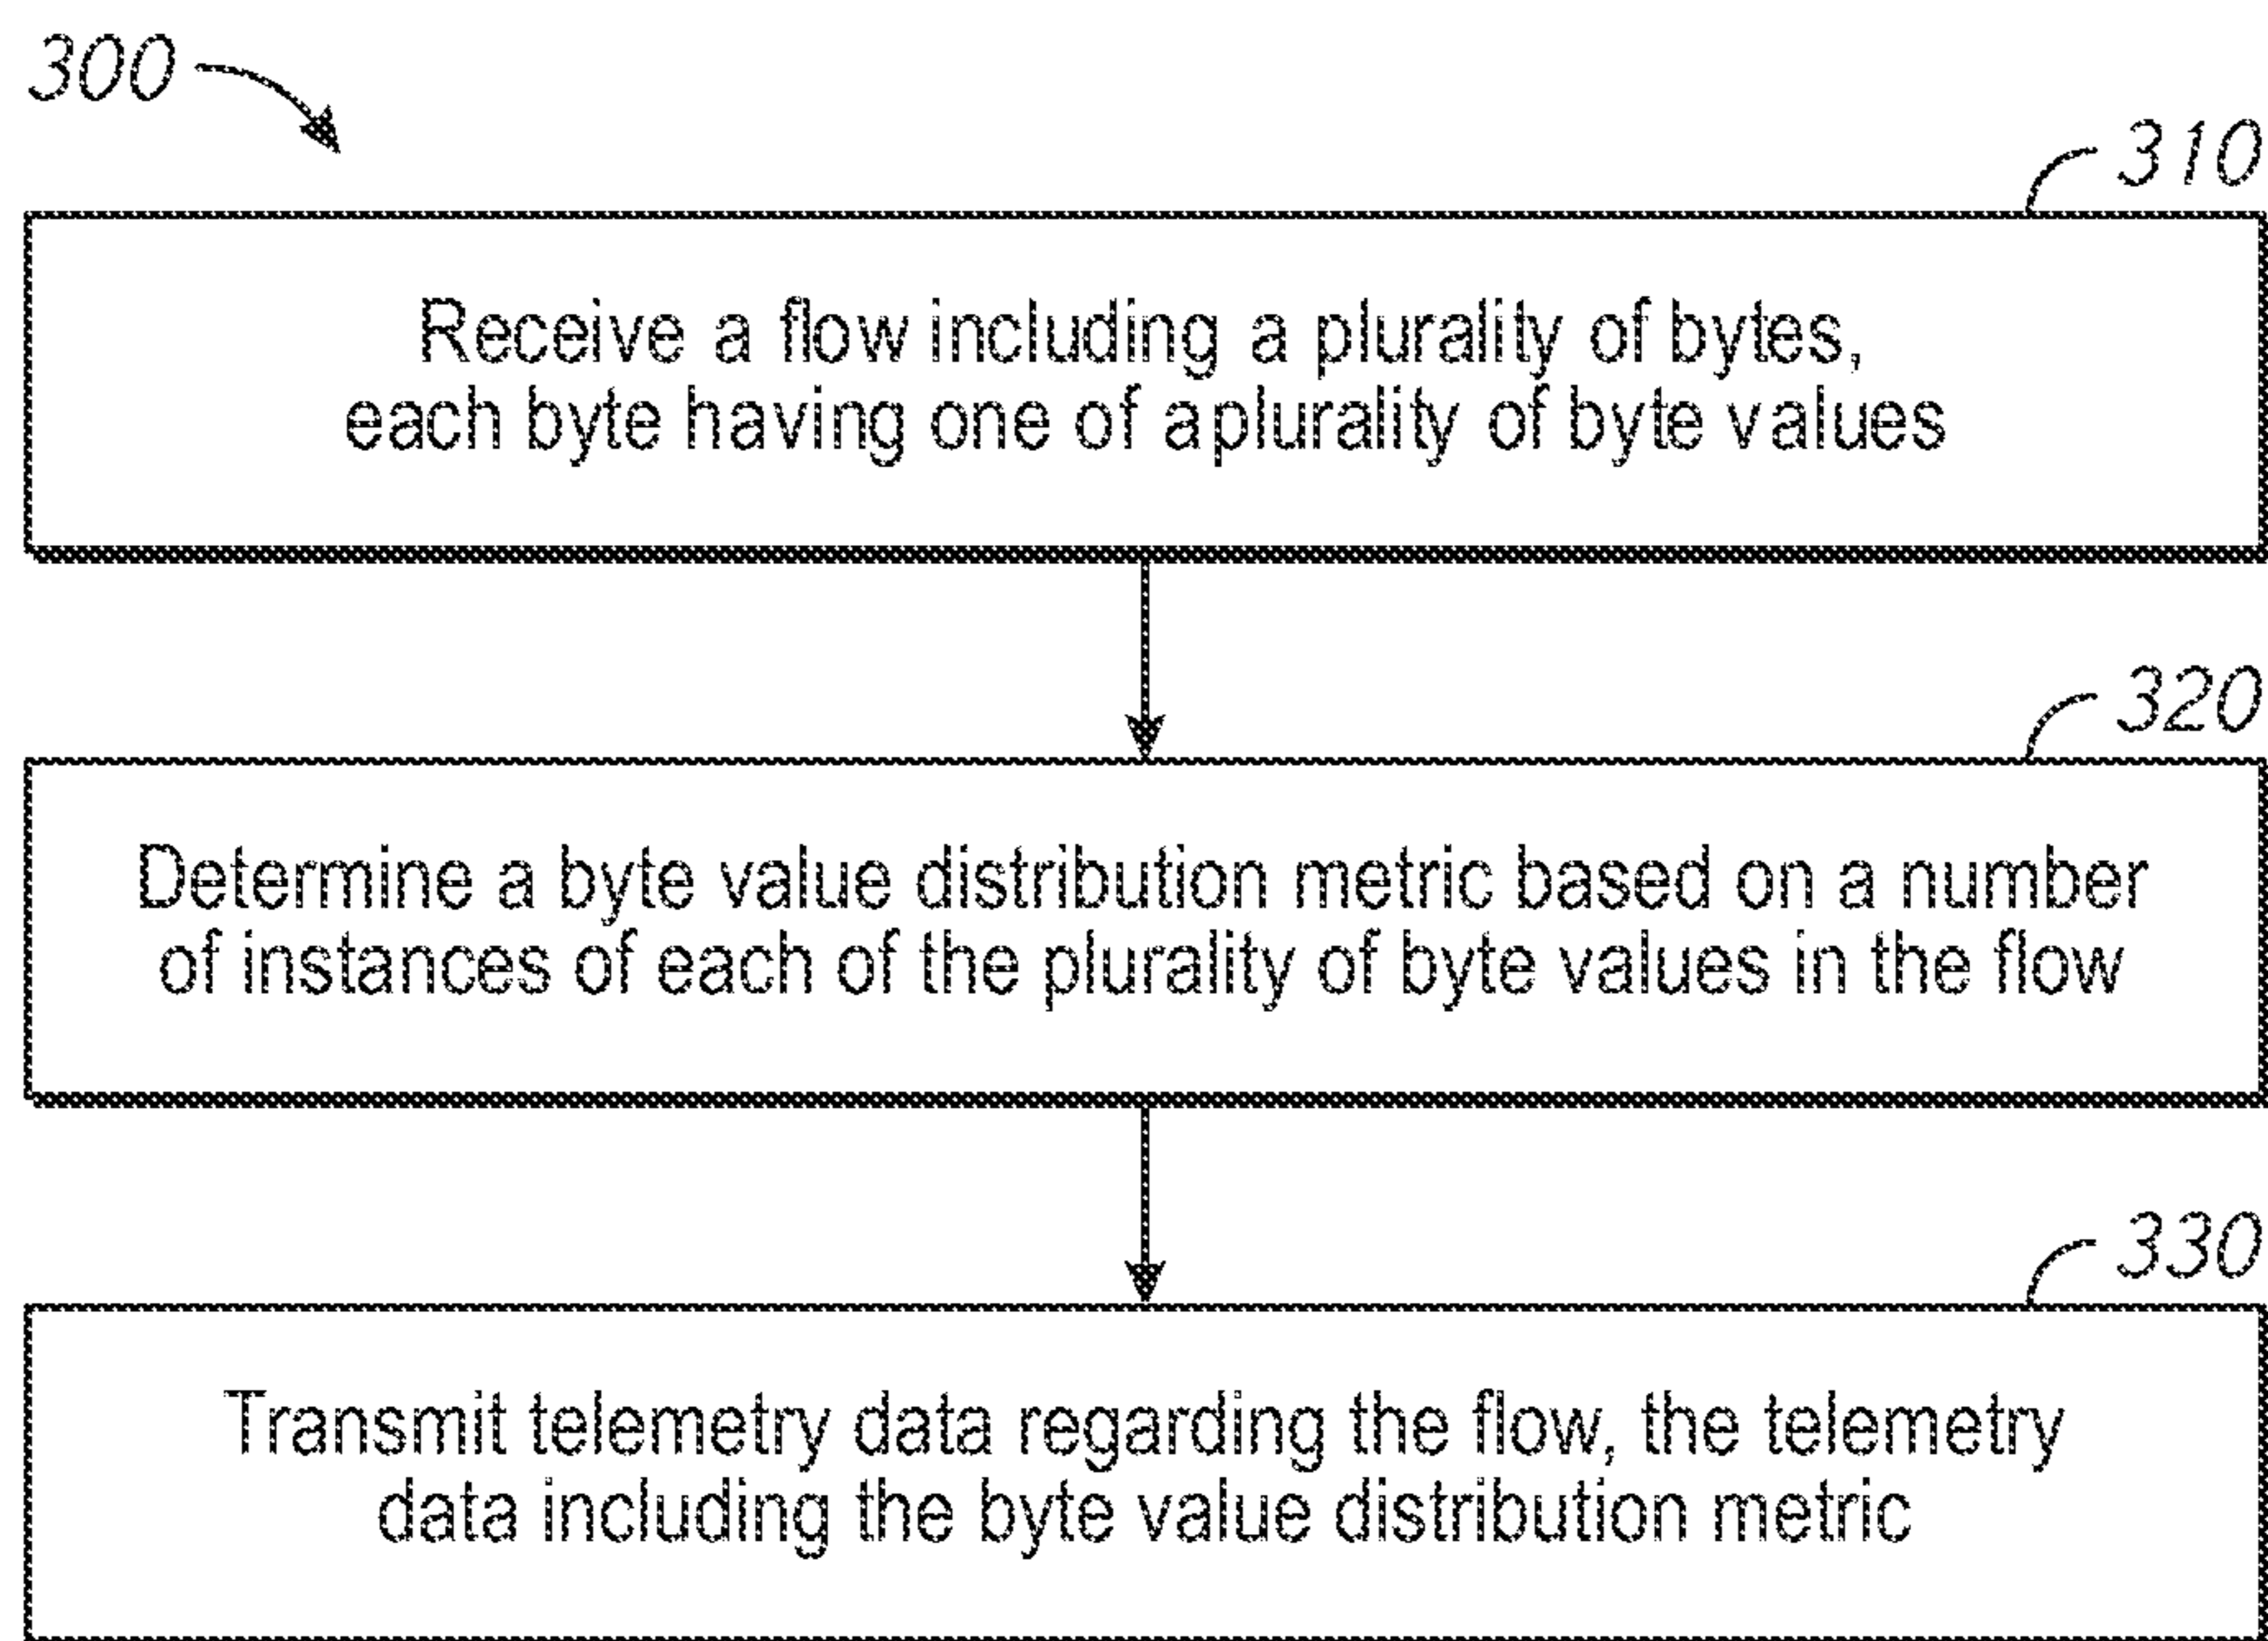 300
310
Receive a flow including a plurality of bytes,
each byte having one of aplurality of byte values
320
Determine a byte value distribution metric based on a number
of instances of each of the plurality of byte values in the flow
330
Transmit telemetry data regarding the flow, the telemetry
data including the byte value distribution metric